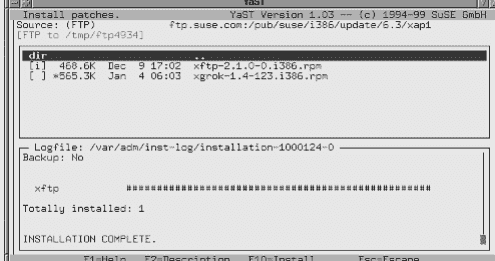 YaST
Install patches. YaST Version 1.03 -- (c) 1994-99 SuSE GmbH
Source: (FTP) ftp.suse.com:/pub/suse/i386/update/6.3/xap1
[FTP to /tmp/ftp4934]
dir ..
[i] 468.6K Dec 9 17:02 xftp-2.1.0-0.i386.rpm
[ ] *565.3K Jan 4 06:03 xgrok-1.4-123.i386.rpm
Logfile: /var/adm/inst-log/installation-1000124-0
Backup: No
xftp ##################################################
Totally installed: 1
INSTALLATION COMPLETE.
F1=Help F2=Description F10=Install Esc=Escape